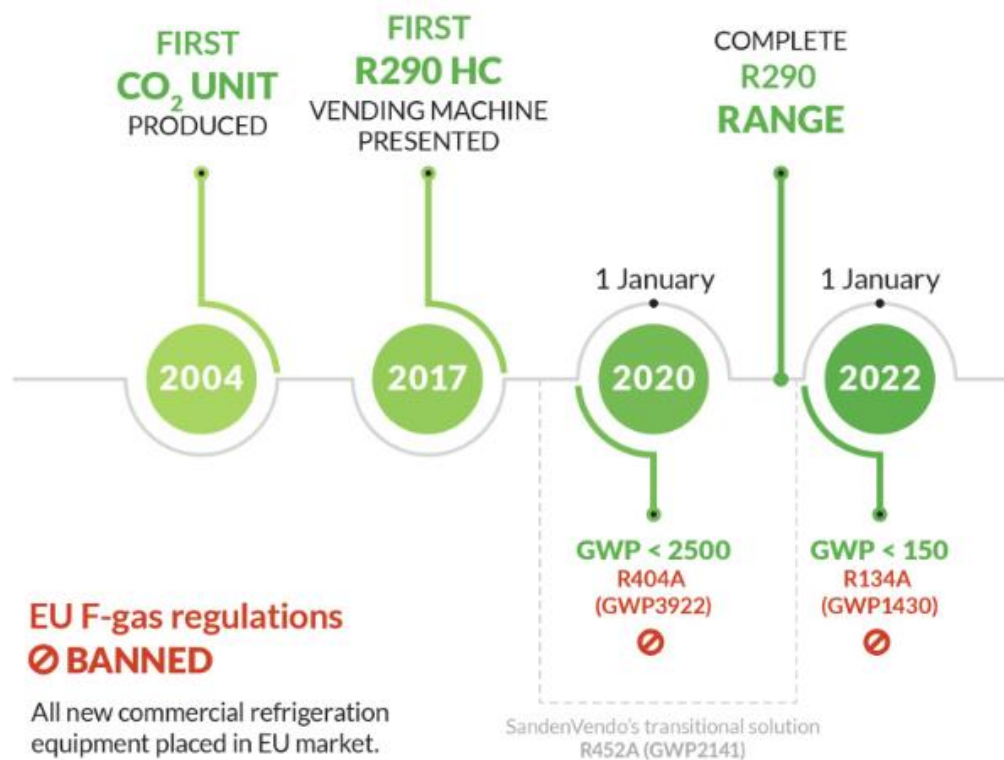 FIRST
CO₂ UNIT
PRODUCED
FIRST
R290 HC
VENDING MACHINE
PRESENTED
COMPLETE
R290
RANGE
1 January
1 January
2004
2017
2020
2022
GWP < 2500
R404A
(GWP3922)
GWP < 150
R134A
(GWP1430)
EU F-gas regulations
BANNED
All new commercial refrigeration
equipment placed in EU market.
SandenVendo's transitional solution
R452A (GWP2141)